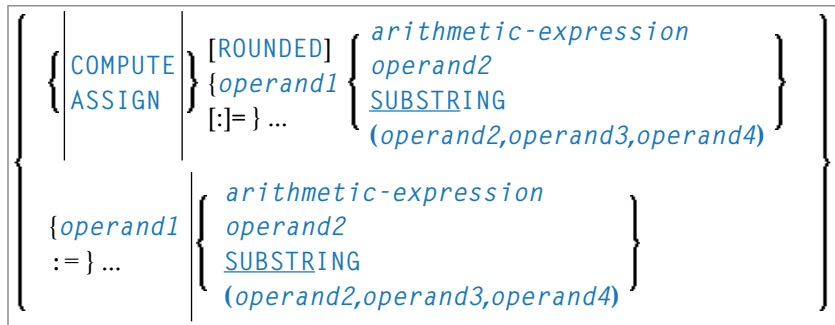 COMPUTE
ASSIGN
[ROUNDED]
{operand1
[:]= } ...
arithmetic-expression
operand2
SUBSTRING
(operand2,operand3,operand4)
{operand1
:= } ...
arithmetic-expression
operand2
SUBSTRING
(operand2,operand3,operand4)